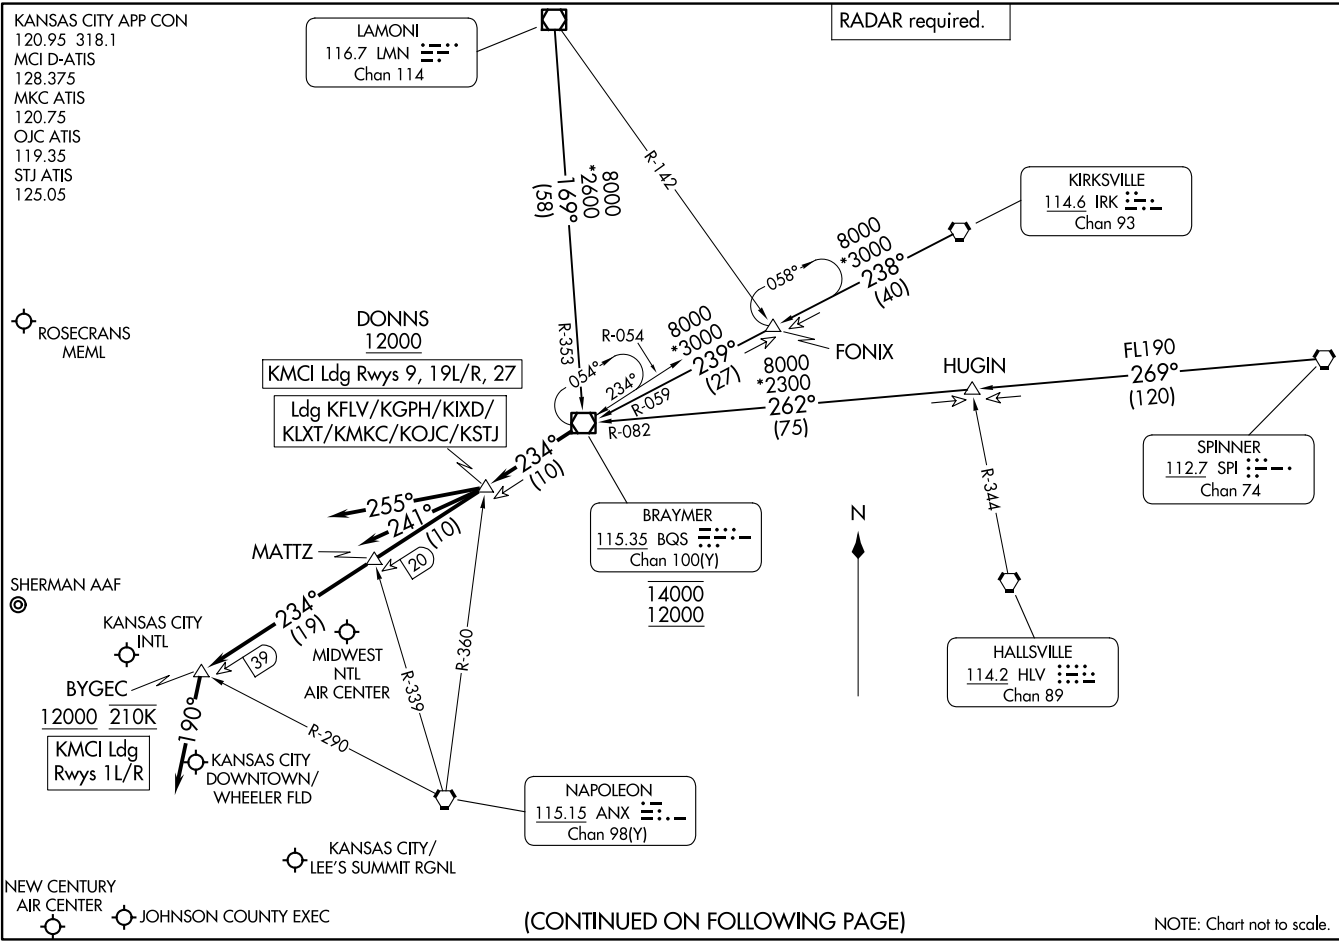 KANSAS CITY APP CON
120.95 318.1
MCI D-ATIS
128.375
MKC ATIS
120.75
OJC ATIS
119.35
STJ ATIS
125.05
LAMONI
116.7 LMN
Chan 114
RADAR required.
R-142
8000
*2600
169°
(58)
R-353
KIRKSVILLE
114.6 IRK
Chan 93
8000
*3000
238°
(40)
058°
FONIX
ROSECRANS
MEML
DONNS
12000
KMCI Ldg Rwys 9, 19L/R, 27
Ldg KFLV/KGPH/KIXD/
KLXT/KMKC/KOJC/KSTJ
R-054
8000
*3000
239°
(27)
054°
234°
R-059
R-082
8000
*2300
262°
(75)
HUGIN
FL190
269°
(120)
SPINNER
112.7 SPI
Chan 74
R-344
234°
(10)
255°
241°
(10)
MATTZ
20
BRAYMER
115.35 BQS
Chan 100(Y)
14000
12000
N
SHERMAN AAF
KANSAS CITY
INTL
234°
(19)
39
MIDWEST
NTL
AIR CENTER
R-360
R-339
R-290
HALLSVILLE
114.2 HLV
Chan 89
BYGEC
12000 210K
KMCI Ldg
Rwys 1L/R
190°
KANSAS CITY
DOWNTOWN/
WHEELER FLD
NAPOLEON
115.15 ANX
Chan 98(Y)
KANSAS CITY/
LEE'S SUMMIT RGNL
NEW CENTURY
AIR CENTER
JOHNSON COUNTY EXEC
(CONTINUED ON FOLLOWING PAGE)
NOTE: Chart not to scale.